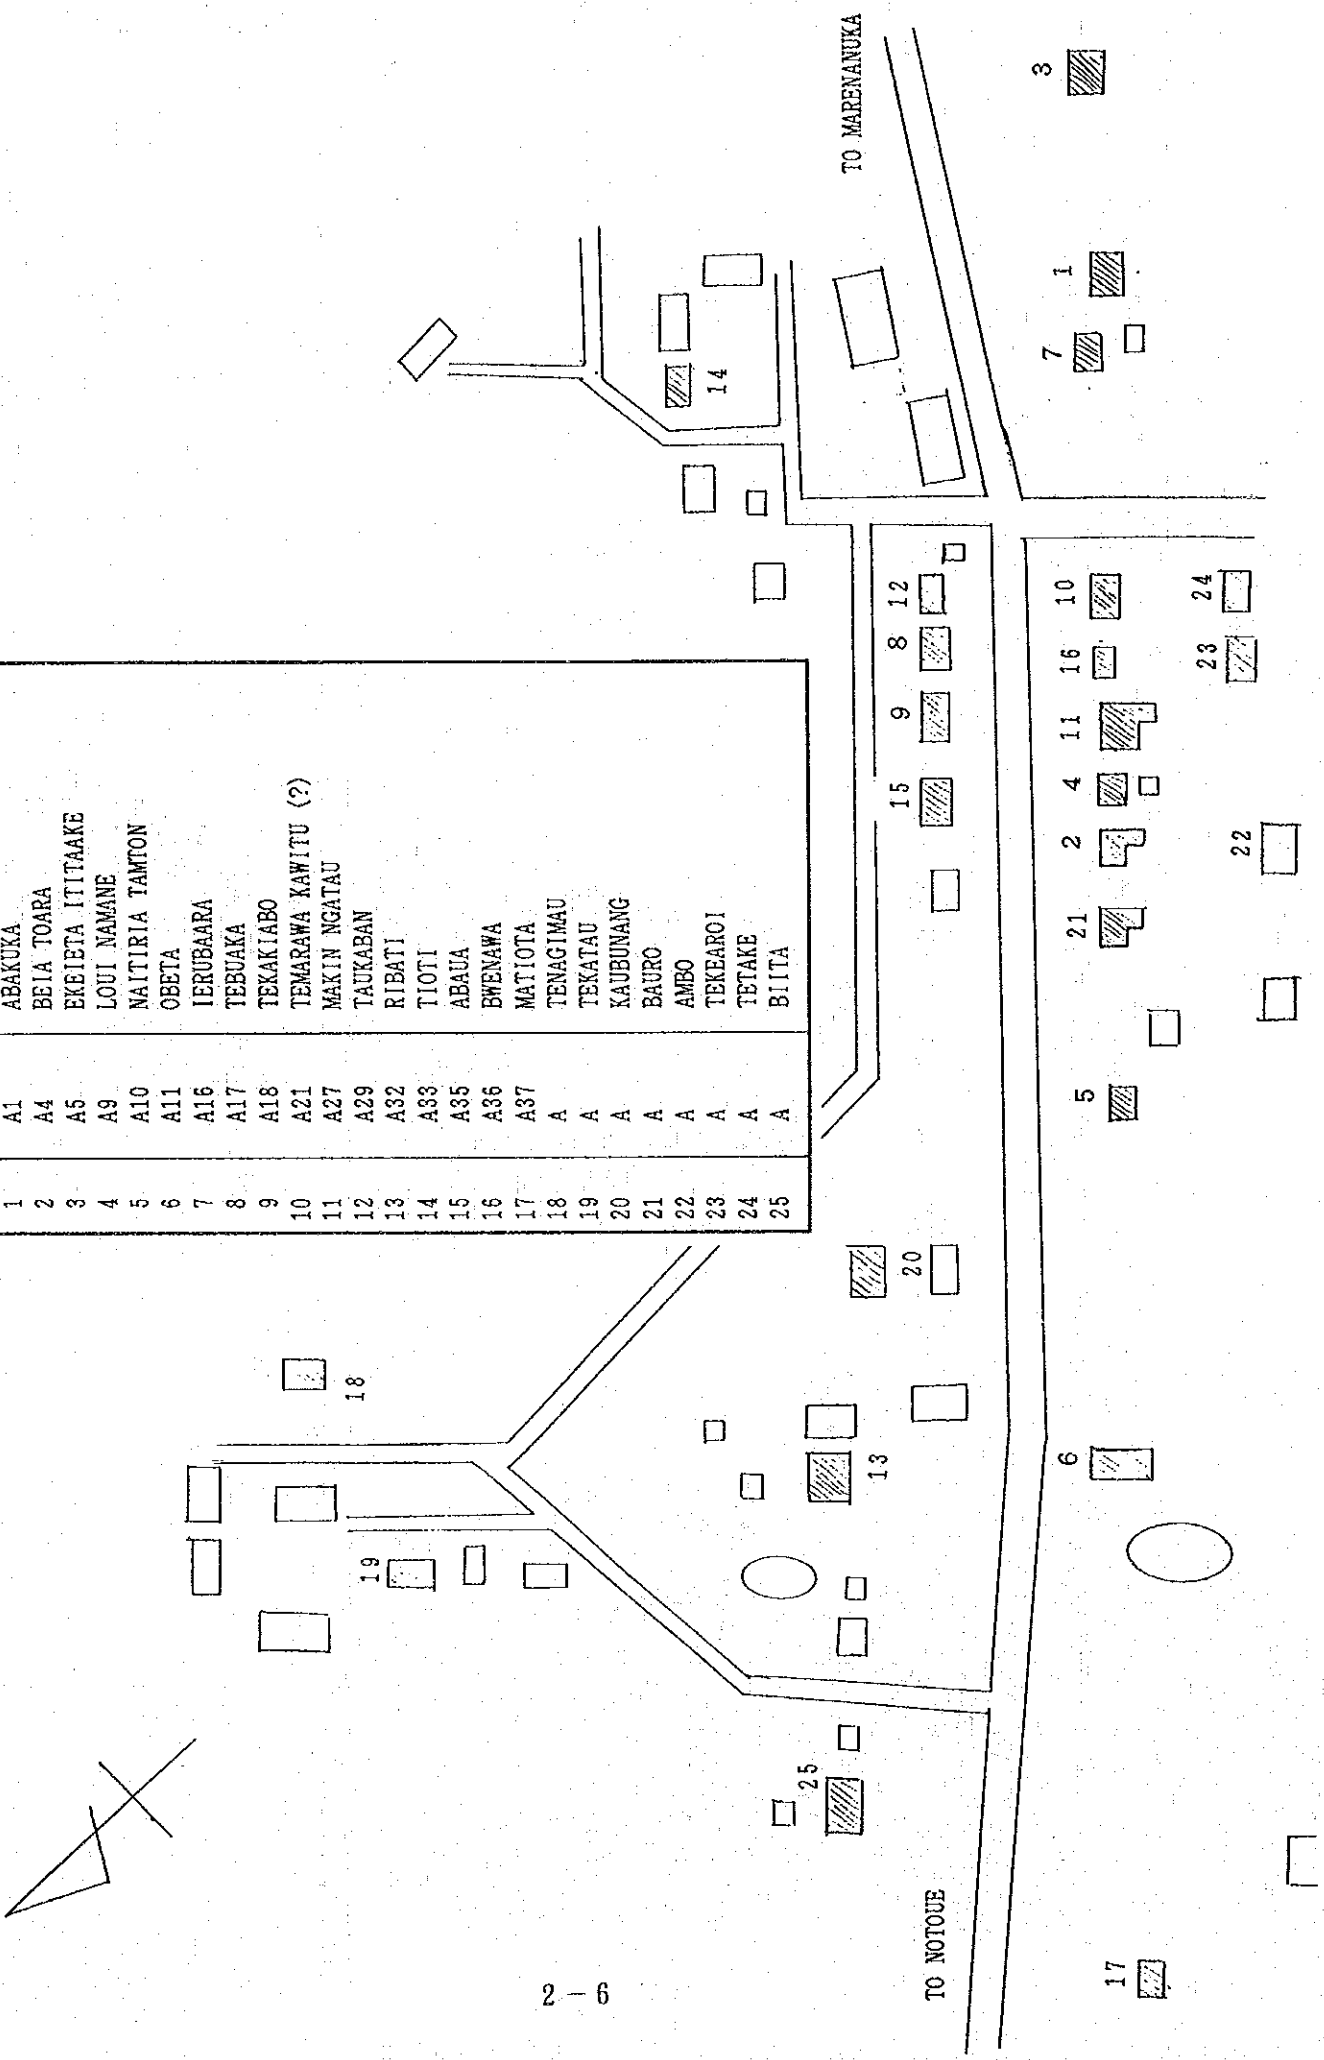 1 A1 ABAKUKA
2 A4 BEIA TOARA
3 A5 EKEIETA ITITAAKE
4 A9 LOUI NAMANE
5 A10 NAITIRIA TAMTON
6 A11 OBETA
7 A16 IERUBAARA
8 A17 TEBUAKA
9 A18 TEKAKIABO
10 A21 TEMARAWA KAWITU (?)
11 A27 MAKIN NGATAU
12 A29 TAUKABAN
13 A32 RIBATI
14 A33 TIOTI
15 A35 ABAUA
16 A36 BWENAWA
17 A37 MATIOTA
18 A TENAGIMAU
19 A TEKATAU
20 A KAUBUNANG
21 A BAURO
22 A AMBO
23 A TEKEAROI
24 A TETAKE
25 A BIITA
18
19
14
TO MARENANUKA
3
1
7
12
8
9
15
20
13
25
TO NOTOUE
10
16
11
4
2
21
5
6
17
24
23
22
2-6